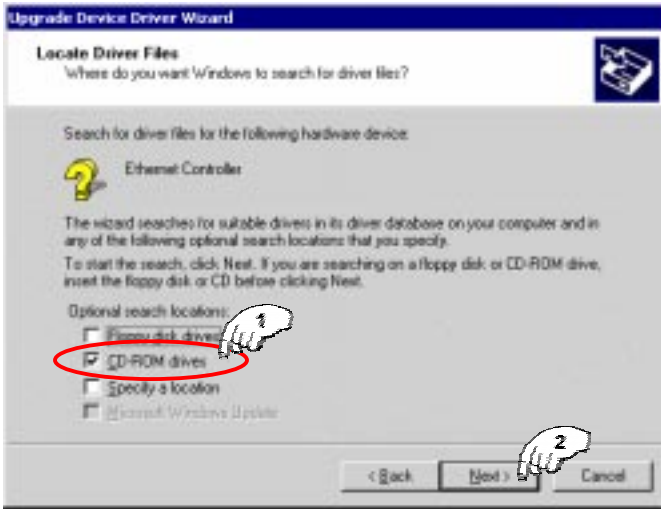 Upgrade Device Driver Wizard
Locate Driver Files
Where do you want Windows to search for driver files?
Search for driver files for the following hardware device:
Ethernet Controller
The wizard searches for suitable drivers in its driver database on your computer and in
any of the following optional search locations that you specify.
To start the search, click Next. If you are searching on a floppy disk or CD-ROM drive,
insert the floppy disk or CD before clicking Next.
Optional search locations:
1
Floppy disk drives
CD-ROM drives
Specify a location
Microsoft Windows Update
2
< Back
Next >
Cancel